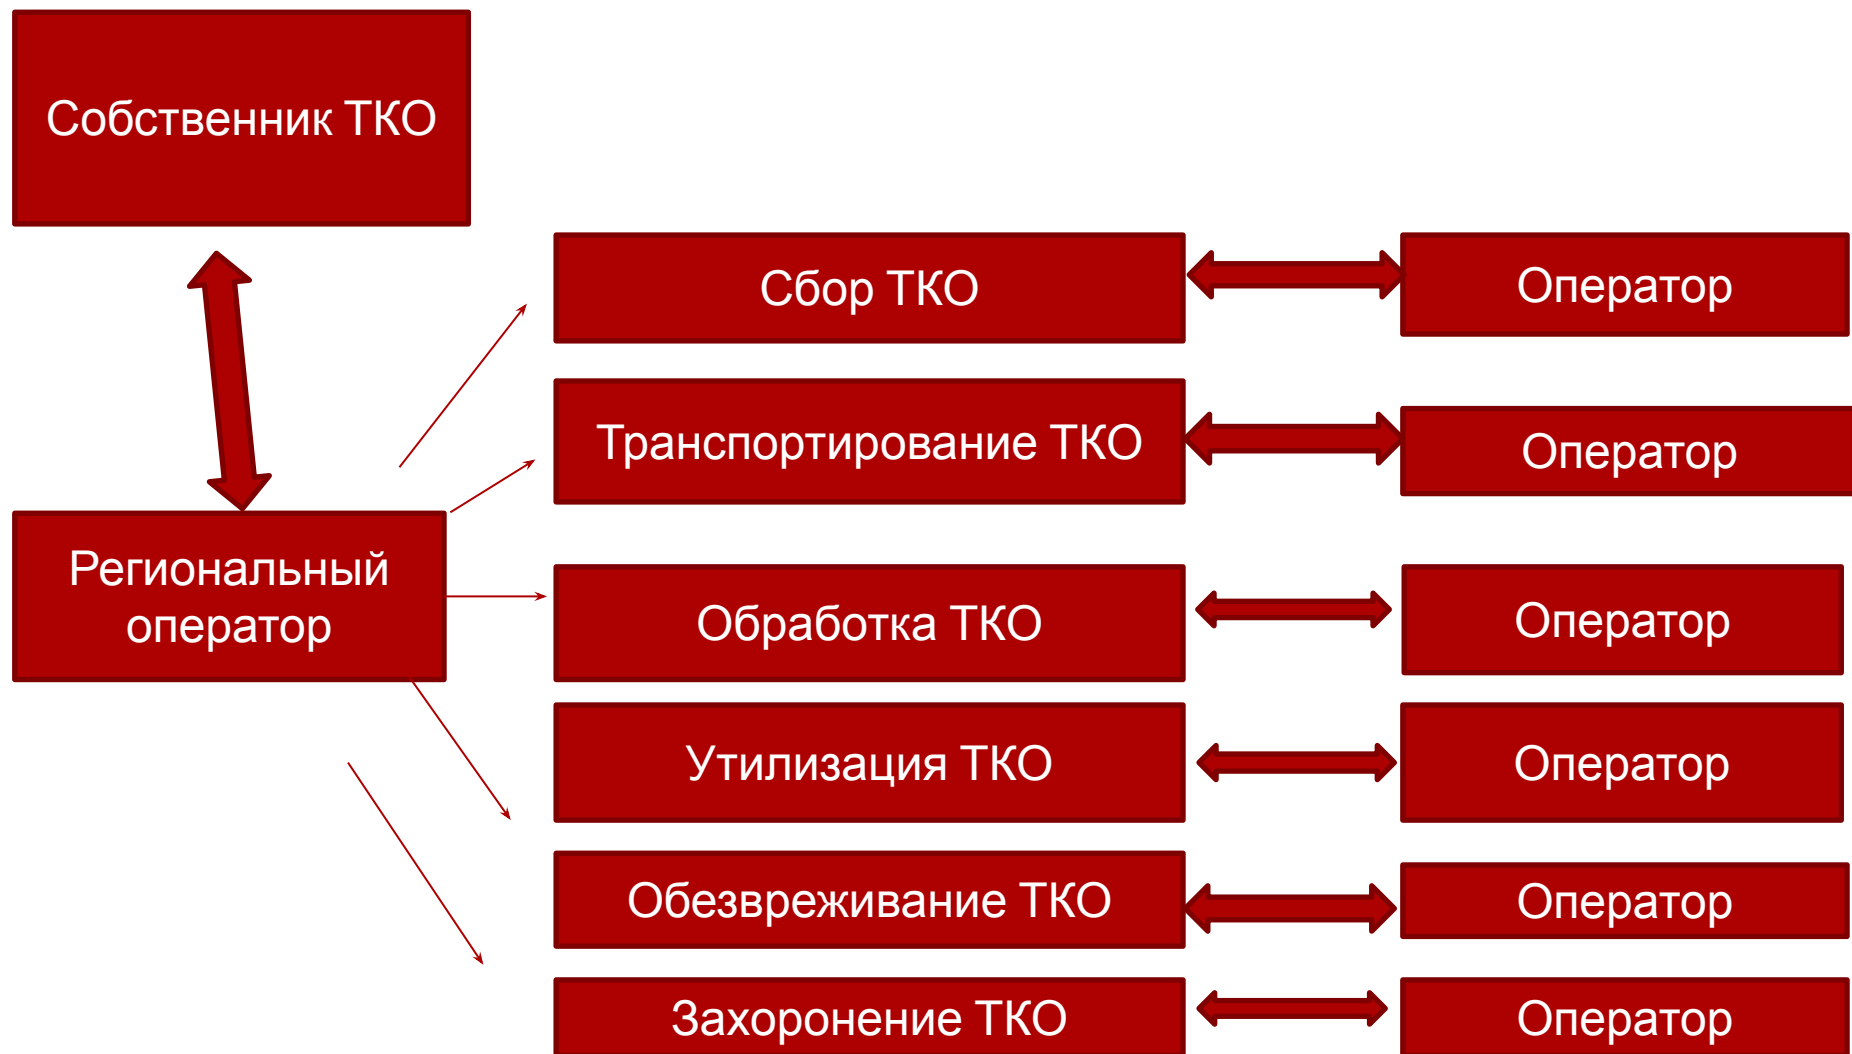 Собственник ТКО
Сбор ТКО
Оператор
Транспортирование ТКО
Оператор
Региональный
оператор
Обработка ТКО
Оператор
Утилизация ТКО
Оператор
Обезвреживание ТКО
Оператор
Захоронение ТКО
Оператор